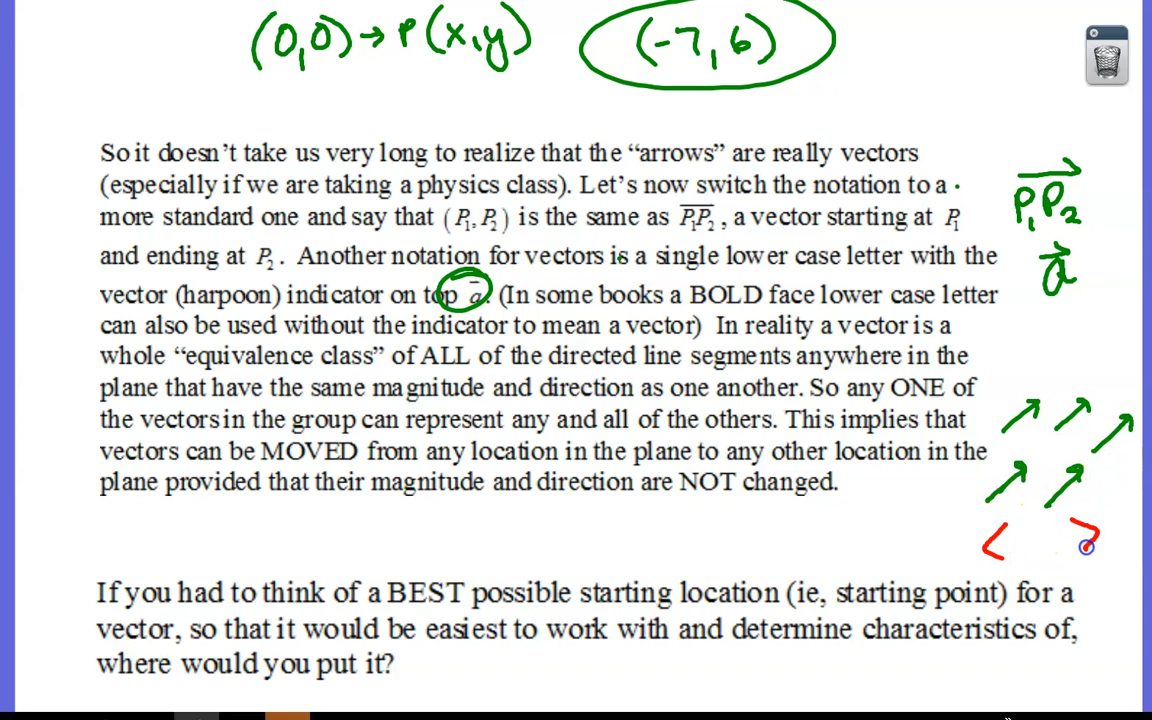 (0,0)→P(x,y) (-7,6)
So it doesn't take us very long to realize that the “arrows” are really vectors
(especially if we are taking a physics class). Let's now switch the notation to a
more standard one and say that (P₁,P₂) is the same as P̅₁P̅₂, a vector starting at P₁
and ending at P₂. Another notation for vectors is a single lower case letter with the
vector (harpoon) indicator on top a̅. (In some books a BOLD face lower case letter
can also be used without the indicator to mean a vector) In reality a vector is a
whole “equivalence class” of ALL of the directed line segments anywhere in the
plane that have the same magnitude and direction as one another. So any ONE of
the vectors in the group can represent any and all of the others. This implies that
vectors can be MOVED from any location in the plane to any other location in the
plane provided that their magnitude and direction are NOT changed.
P₁P₂→
a⃗
< >
If you had to think of a BEST possible starting location (ie, starting point) for a
vector, so that it would be easiest to work with and determine characteristics of,
where would you put it?